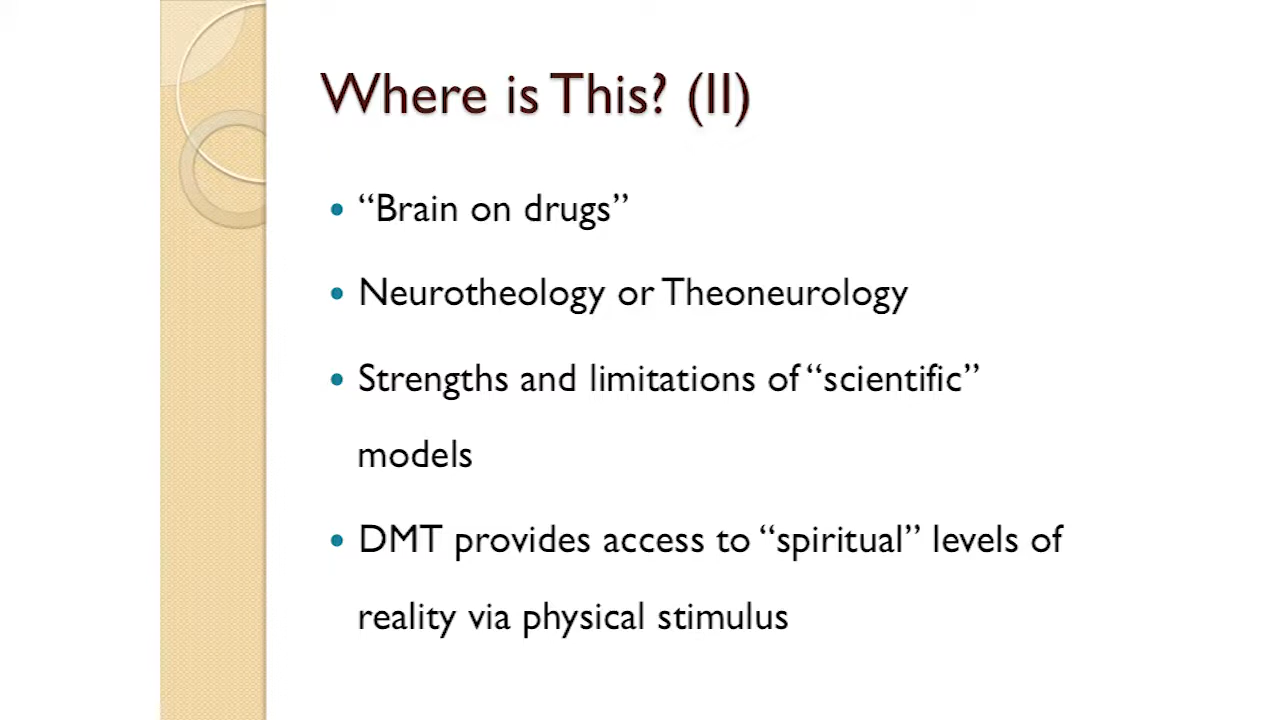 Where is This? (II)
• “Brain on drugs”
• Neurotheology or Theoneurology
• Strengths and limitations of “scientific”
models
• DMT provides access to “spiritual” levels of
reality via physical stimulus